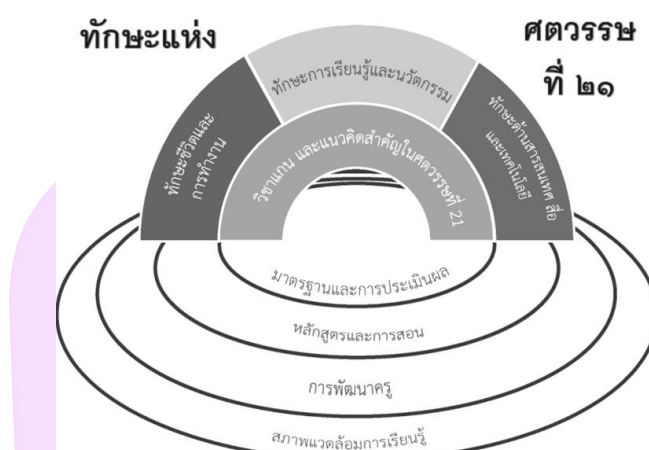 ทักษะแห่ง
ศตวรรษ
ที่ ๒๑
ทักษะการเรียนรู้และนวัตกรรม
ทักษะชีวิตและ
การทำงาน
ทักษะด้านสารสนเทศ สื่อ
และเทคโนโลยี
วิชาแกน และแนวคิดสำคัญในศตวรรษที่ 21
มาตรฐานและการประเมินผล
หลักสูตรและการสอน
การพัฒนาครู
สภาพแวดล้อมการเรียนรู้